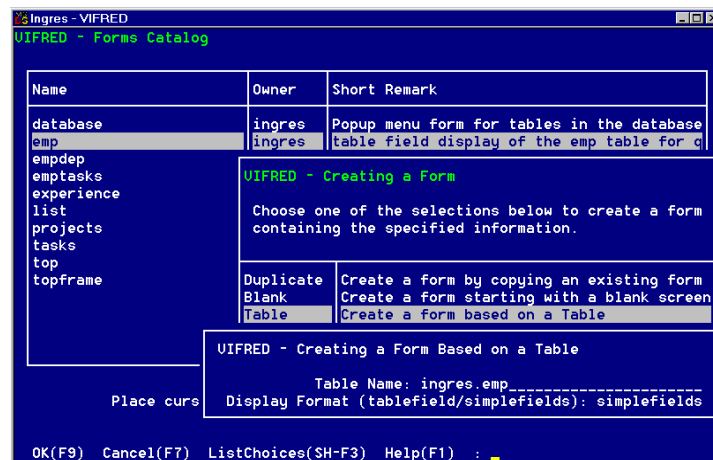 Ingres - VIFRED
VIFRED - Forms Catalog
Name Owner Short Remark
database ingres Popup menu form for tables in the database
emp ingres table field display of the emp table for q
empdep
emptasks
experience
list
projects
tasks
top
topframe
VIFRED - Creating a Form
Choose one of the selections below to create a form
containing the specified information.
Duplicate Create a form by copying an existing form
Blank Create a form starting with a blank screen
Table Create a form based on a Table
VIFRED - Creating a Form Based on a Table
Table Name: ingres.emp______________________
Place curs Display Format (tablefield/simplefields): simplefields
OK(F9) Cancel(F7) ListChoices(SH-F3) Help(F1) : _